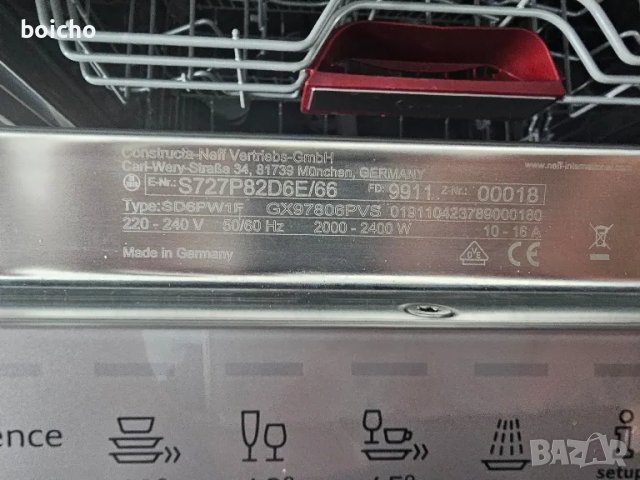 boicho
Constructa-Neff Vertriebs-GmbH
Carl-Wery-Straße 34, 81739 München, GERMANY
www.neff-international.com
E-Nr.: S727P82D6E/66 FD: 9911 Z-Nr.: 00018
Type: SD6PW1F GX97806PVS 019110423789000180
220 - 240 V 50/60 Hz 2000 - 2400 W 10 - 16 A
Made in Germany
CE
ence
setup
BAZAR